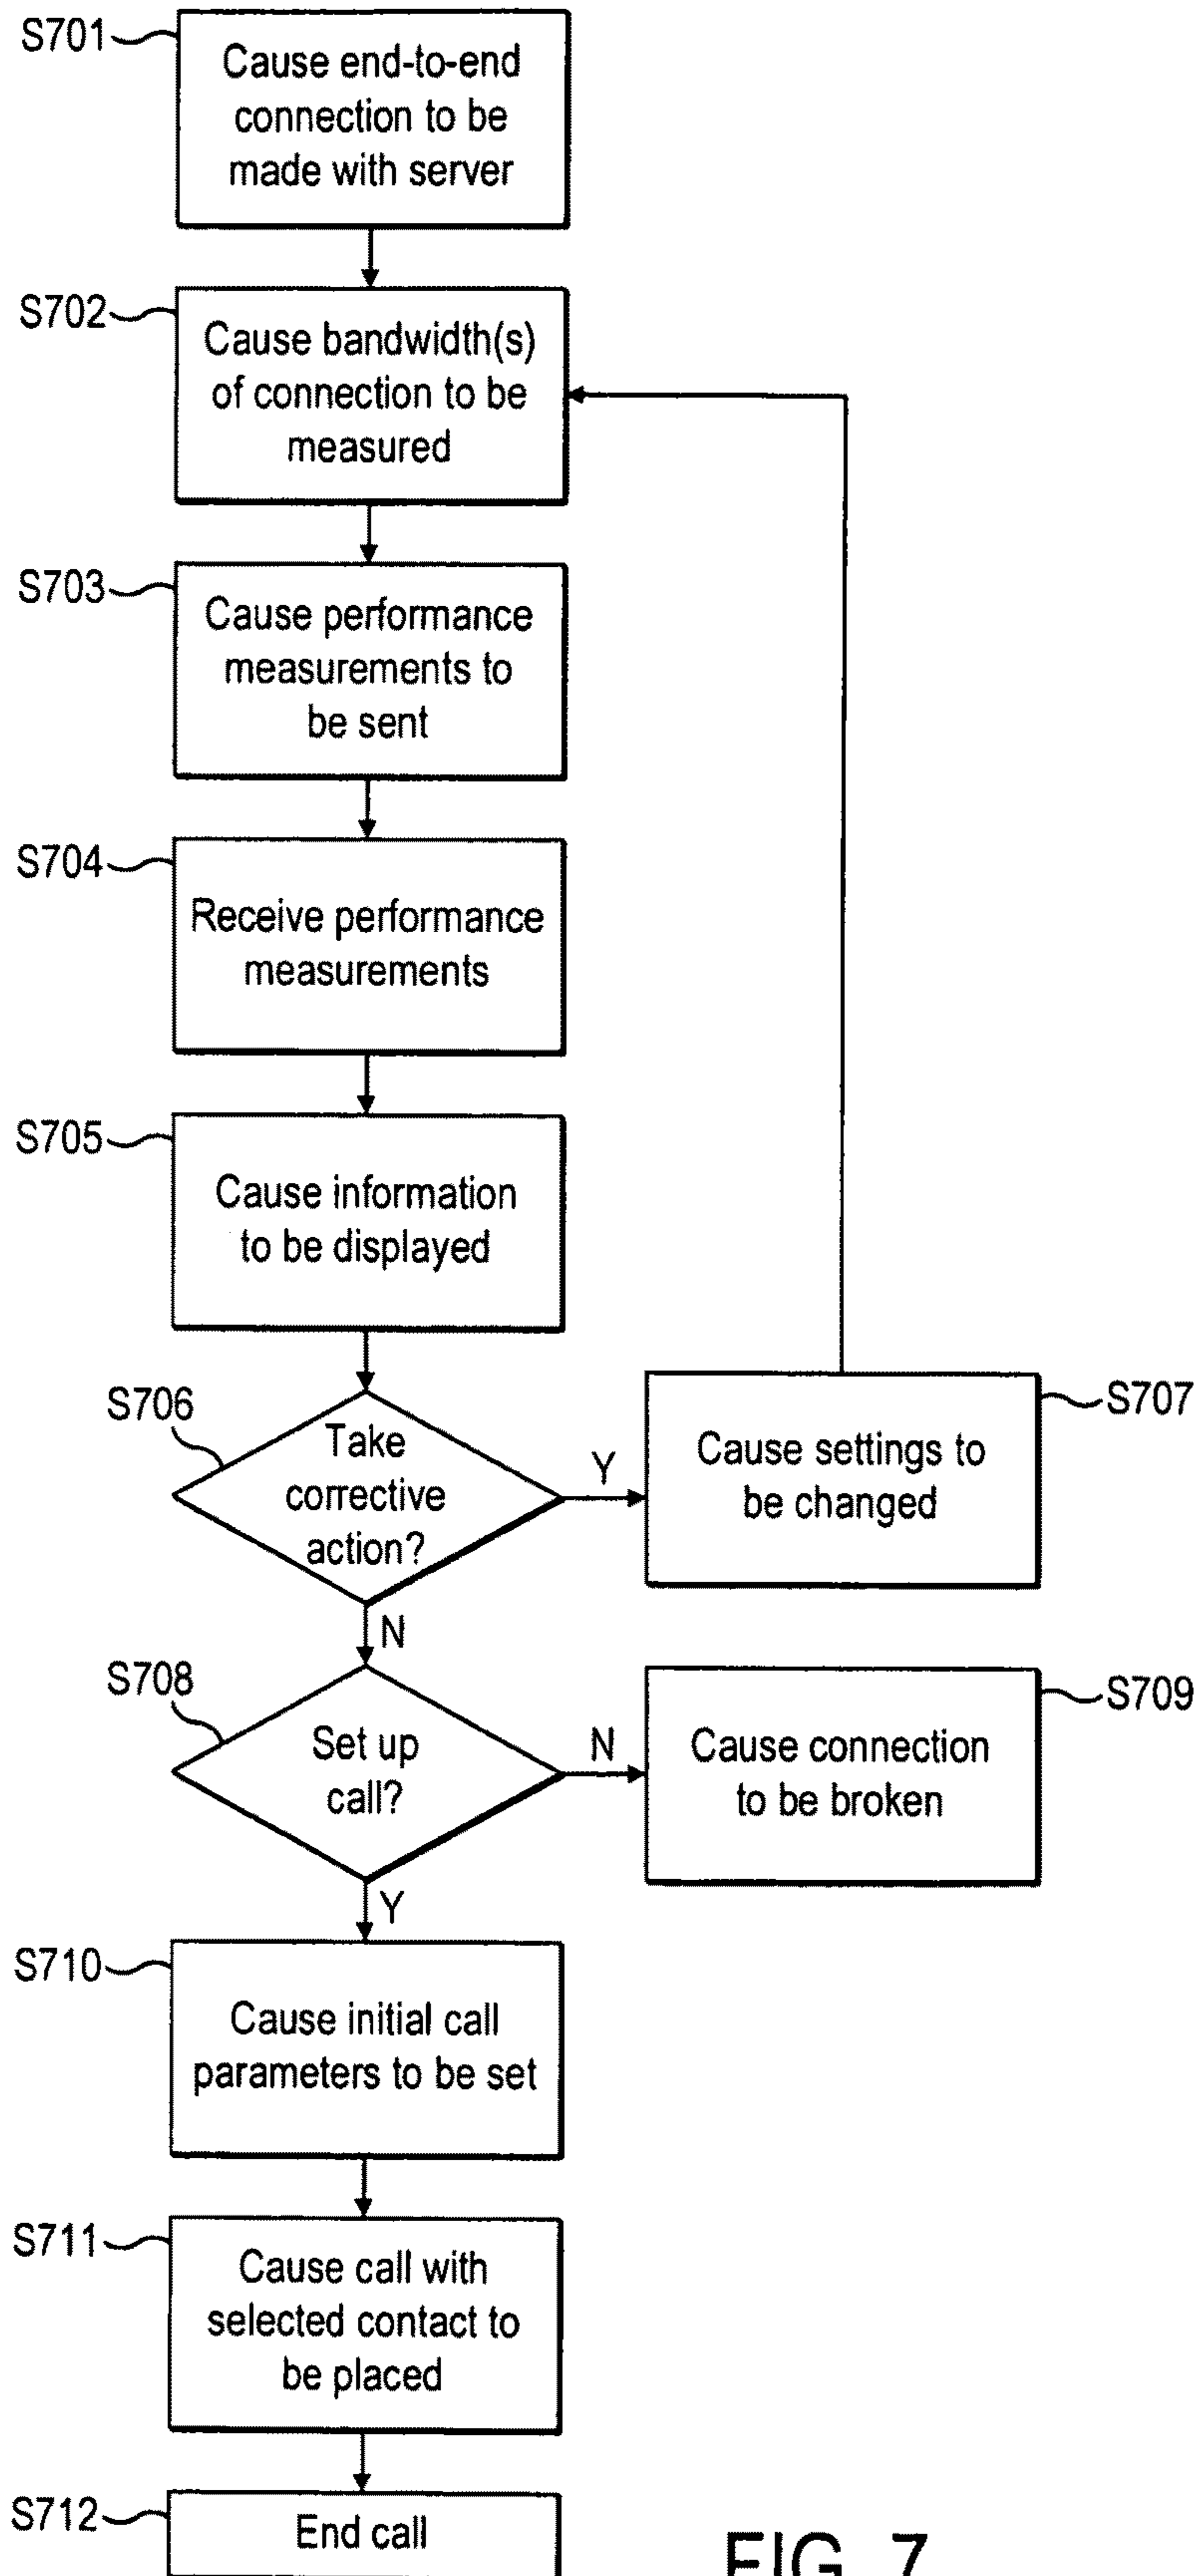 S701
Cause end-to-end
connection to be
made with server
S702
Cause bandwidth(s)
of connection to be
measured
S703
Cause performance
measurements to
be sent
S704
Receive performance
measurements
S705
Cause information
to be displayed
S706
Take
corrective
action?
Y
S707
Cause settings to
be changed
N
S708
Set up
call?
N
S709
Cause connection
to be broken
Y
S710
Cause initial call
parameters to be set
S711
Cause call with
selected contact to
be placed
S712
End call
FIG. 7